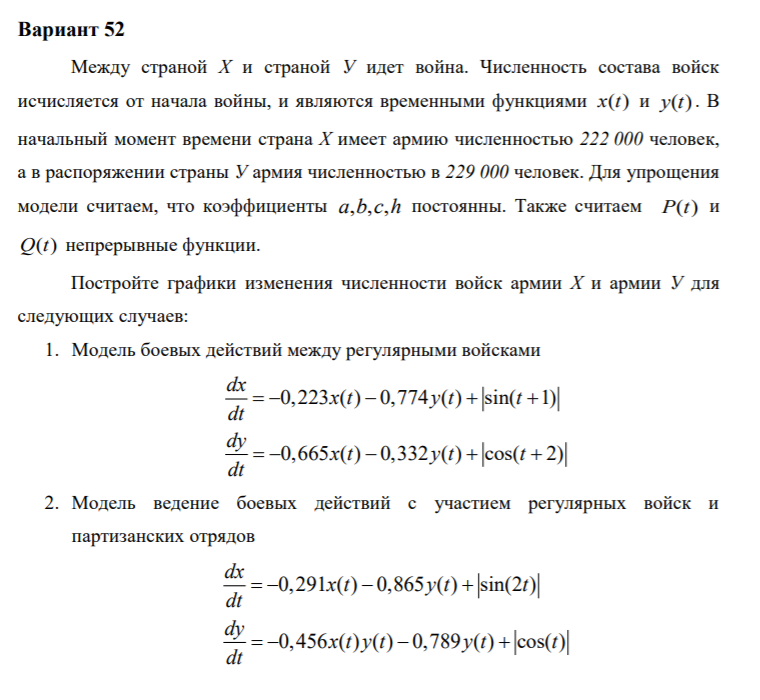 Вариант 52
Между страной X и страной У идет война. Численность состава войск
исчисляется от начала войны, и являются временными функциями x(t) и y(t). В
начальный момент времени страна X имеет армию численностью 222 000 человек,
а в распоряжении страны У армия численностью в 229 000 человек. Для упрощения
модели считаем, что коэффициенты a,b,c,h постоянны. Также считаем P(t) и
Q(t) непрерывные функции.
Постройте графики изменения численности войск армии X и армии У для
следующих случаев:
1. Модель боевых действий между регулярными войсками
dx/dt = −0,223x(t) − 0,774y(t) + |sin(t + 1)|
dy/dt = −0,665x(t) − 0,332y(t) + |cos(t + 2)|
2. Модель ведение боевых действий с участием регулярных войск и
партизанских отрядов
dx/dt = −0,291x(t) − 0,865y(t) + |sin(2t)|
dy/dt = −0,456x(t)y(t) − 0,789y(t) + |cos(t)|